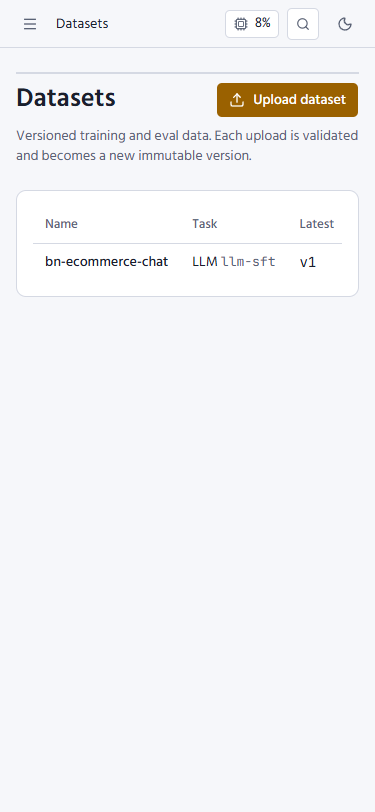 Datasets
8%
Datasets
Upload dataset
Versioned training and eval data. Each upload is validated
and becomes a new immutable version.
Name Task Latest
bn-ecommerce-chat LLM llm-sft v1